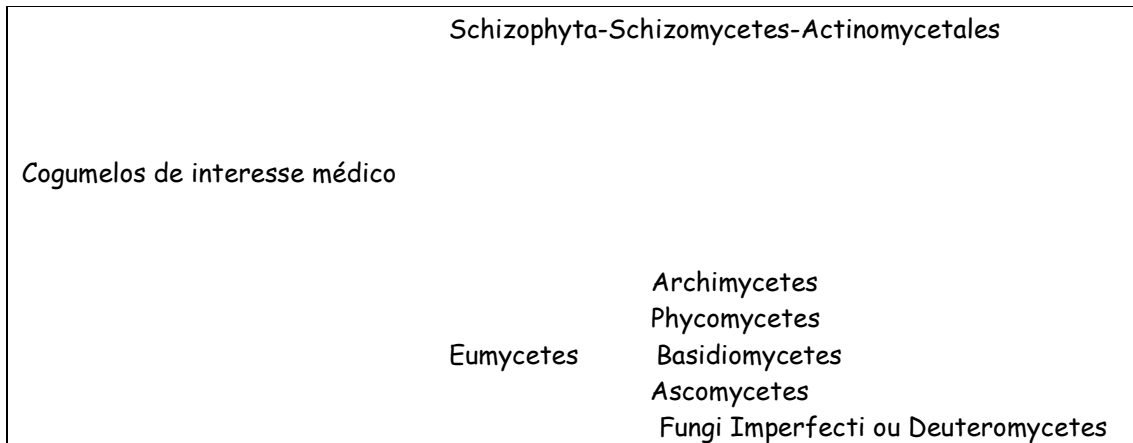 Schizophyta-Schizomycetes-Actinomycetales
Cogumelos de interesse médico
Archimycetes
Phycomycetes
Eumycetes Basidiomycetes
Ascomycetes
Fungi Imperfecti ou Deuteromycetes